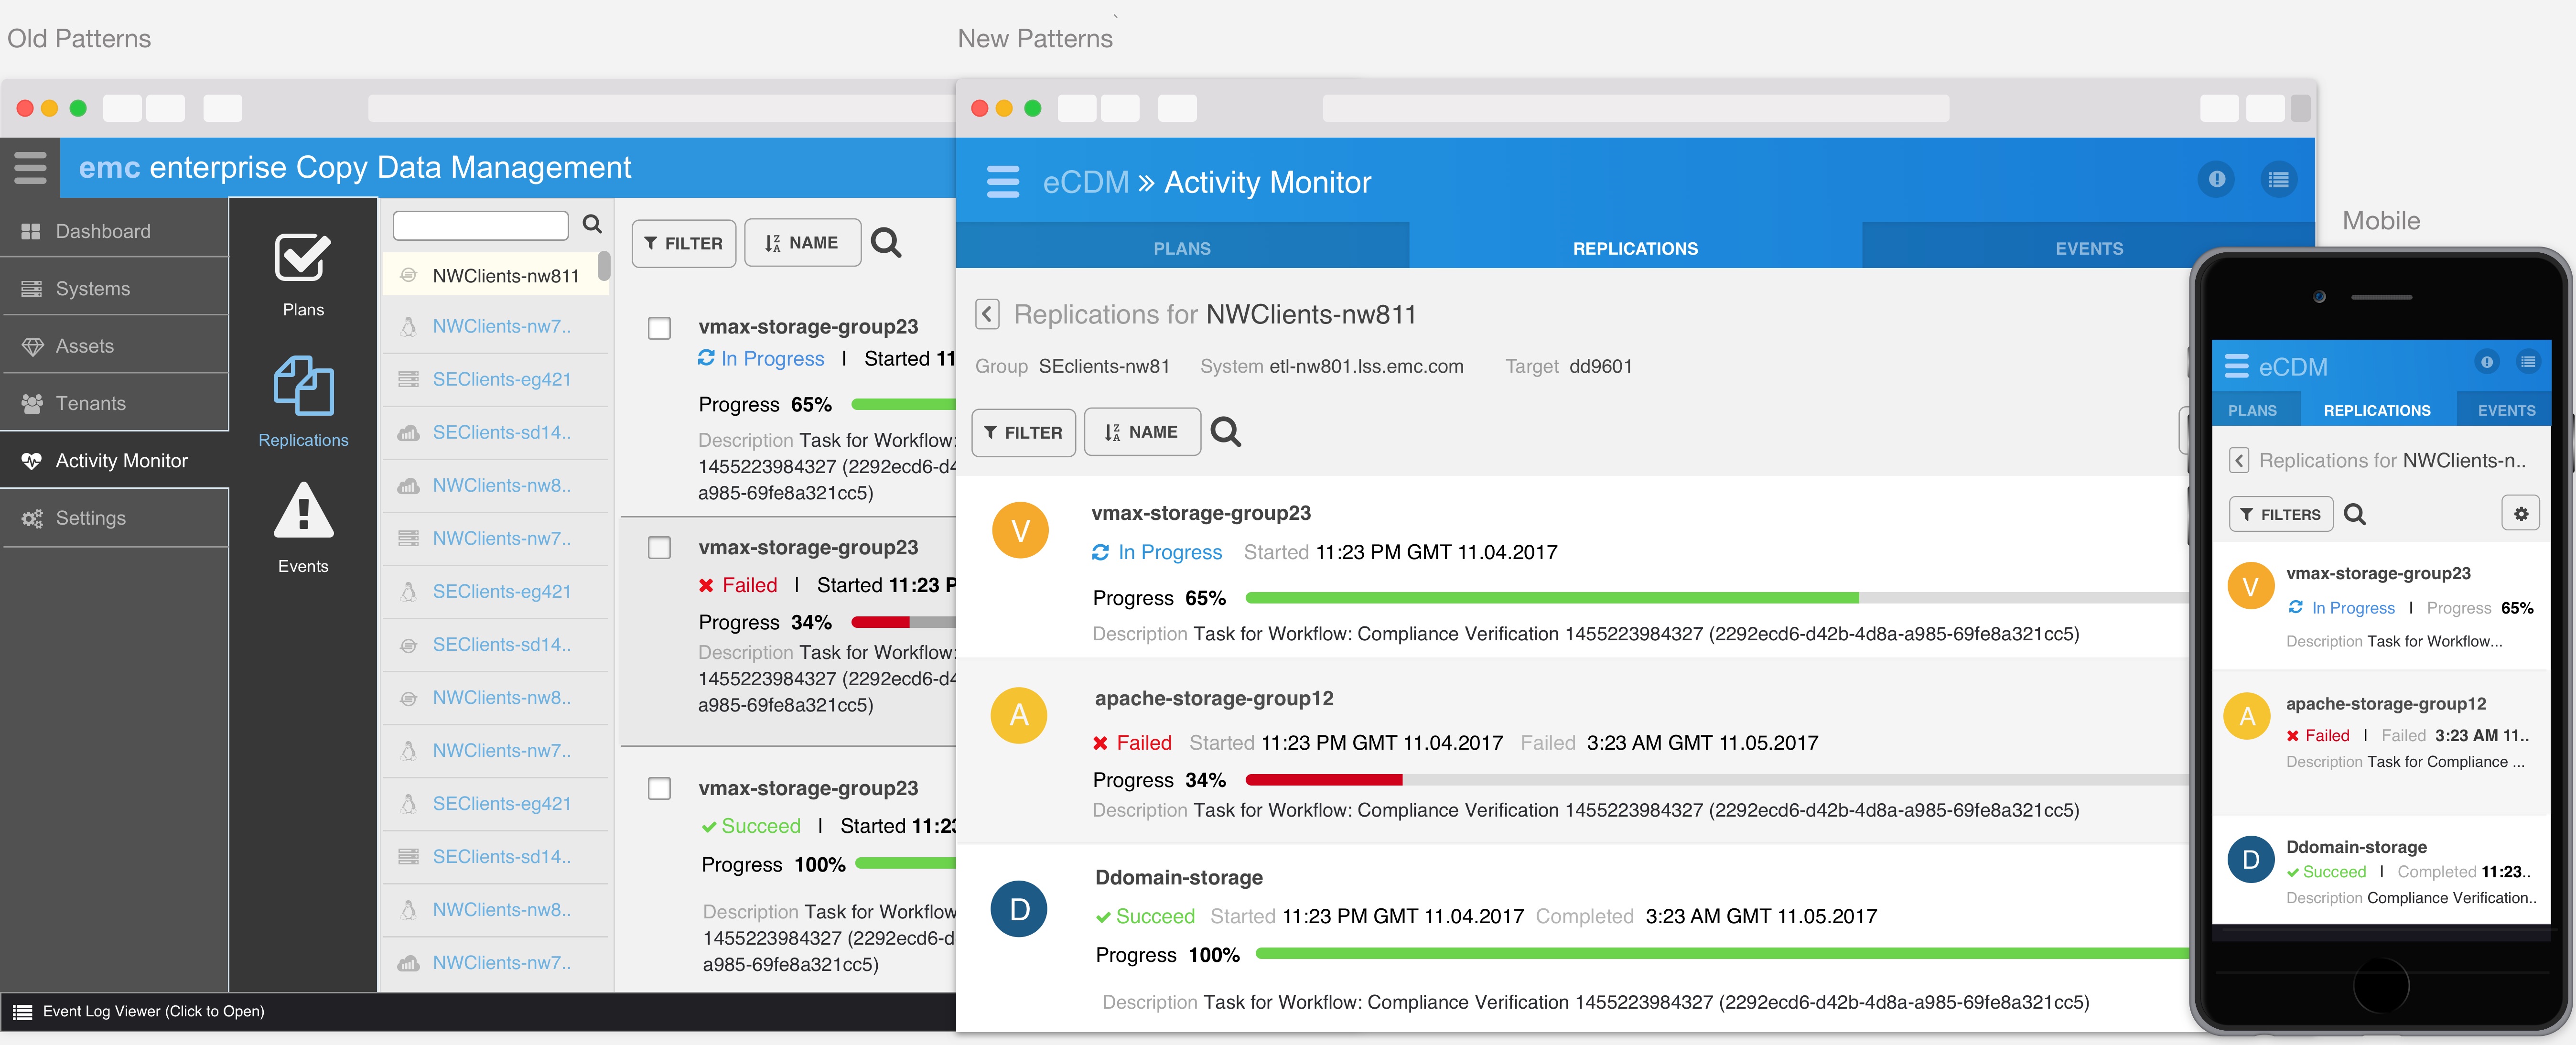 Old Patterns
emc enterprise Copy Data Management
Dashboard
Systems
Assets
Tenants
Activity Monitor
Settings
Plans
Replications
Events
NWClients-nw811
NWClients-nw7..
SEClients-eg421
SEClients-sd14..
NWClients-nw8..
NWClients-nw7..
SEClients-eg421
SEClients-sd14..
NWClients-nw8..
NWClients-nw7..
SEClients-eg421
SEClients-sd14..
NWClients-nw8..
NWClients-nw7..
FILTER
NAME
vmax-storage-group23
In Progress | Started 11
Progress 65%
Description Task for Workflow:
1455223984327 (2292ecd6-d4
a985-69fe8a321cc5)
vmax-storage-group23
Failed | Started 11:23 P
Progress 34%
Description Task for Workflow:
1455223984327 (2292ecd6-d4
a985-69fe8a321cc5)
vmax-storage-group23
Succeed | Started 11:23
Progress 100%
Description Task for Workflow
1455223984327 (2292ecd6-d
a985-69fe8a321cc5)
Event Log Viewer (Click to Open)
New Patterns
eCDM » Activity Monitor
PLANS
REPLICATIONS
EVENTS
Replications for NWClients-nw811
Group SEclients-nw81 System etl-nw801.lss.emc.com Target dd9601
FILTER
NAME
V
vmax-storage-group23
In Progress Started 11:23 PM GMT 11.04.2017
Progress 65%
Description Task for Workflow: Compliance Verification 1455223984327 (2292ecd6-d42b-4d8a-a985-69fe8a321cc5)
A
apache-storage-group12
Failed Started 11:23 PM GMT 11.04.2017 Failed 3:23 AM GMT 11.05.2017
Progress 34%
Description Task for Workflow: Compliance Verification 1455223984327 (2292ecd6-d42b-4d8a-a985-69fe8a321cc5)
D
Ddomain-storage
Succeed Started 11:23 PM GMT 11.04.2017 Completed 3:23 AM GMT 11.05.2017
Progress 100%
Description Task for Workflow: Compliance Verification 1455223984327 (2292ecd6-d42b-4d8a-a985-69fe8a321cc5)
Mobile
eCDM
PLANS
REPLICATIONS
EVENTS
Replications for NWClients-n..
FILTERS
V
vmax-storage-group23
In Progress | Progress 65%
Description Task for Workflow...
A
apache-storage-group12
Failed | Failed 3:23 AM 11..
Description Task for Compliance ...
D
Ddomain-storage
Succeed | Completed 11:23..
Description Compliance Verification..